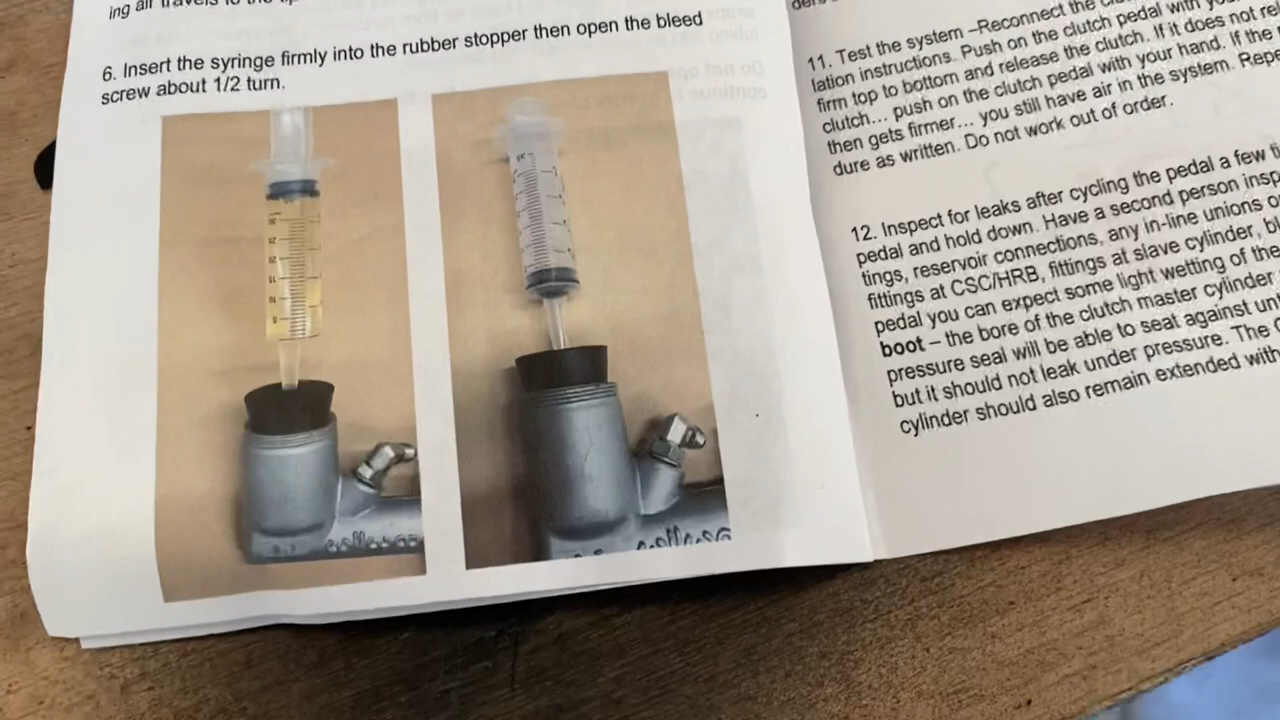 ing air travels to the
6. Insert the syringe firmly into the rubber stopper then open the bleed
screw about 1/2 turn.
11. Test the system –Reconnect the
lation instructions. Push on the clutch pedal with
firm top to bottom and release the clutch. If it does not
clutch... push on the clutch pedal with your hand. If the
then gets firmer... you still have air in the system.
dure as written. Do not work out of order.
12. Inspect for leaks after cycling the pedal a few
pedal and hold down. Have a second person
tings, reservoir connections, any in-line unions
fittings at CSC/HRB, fittings at slave cylinder,
pedal you can expect some light wetting of the
boot – the bore of the clutch master cylinder
pressure seal will be able to seat against
but it should not leak under pressure. The
cylinder should also remain extended with